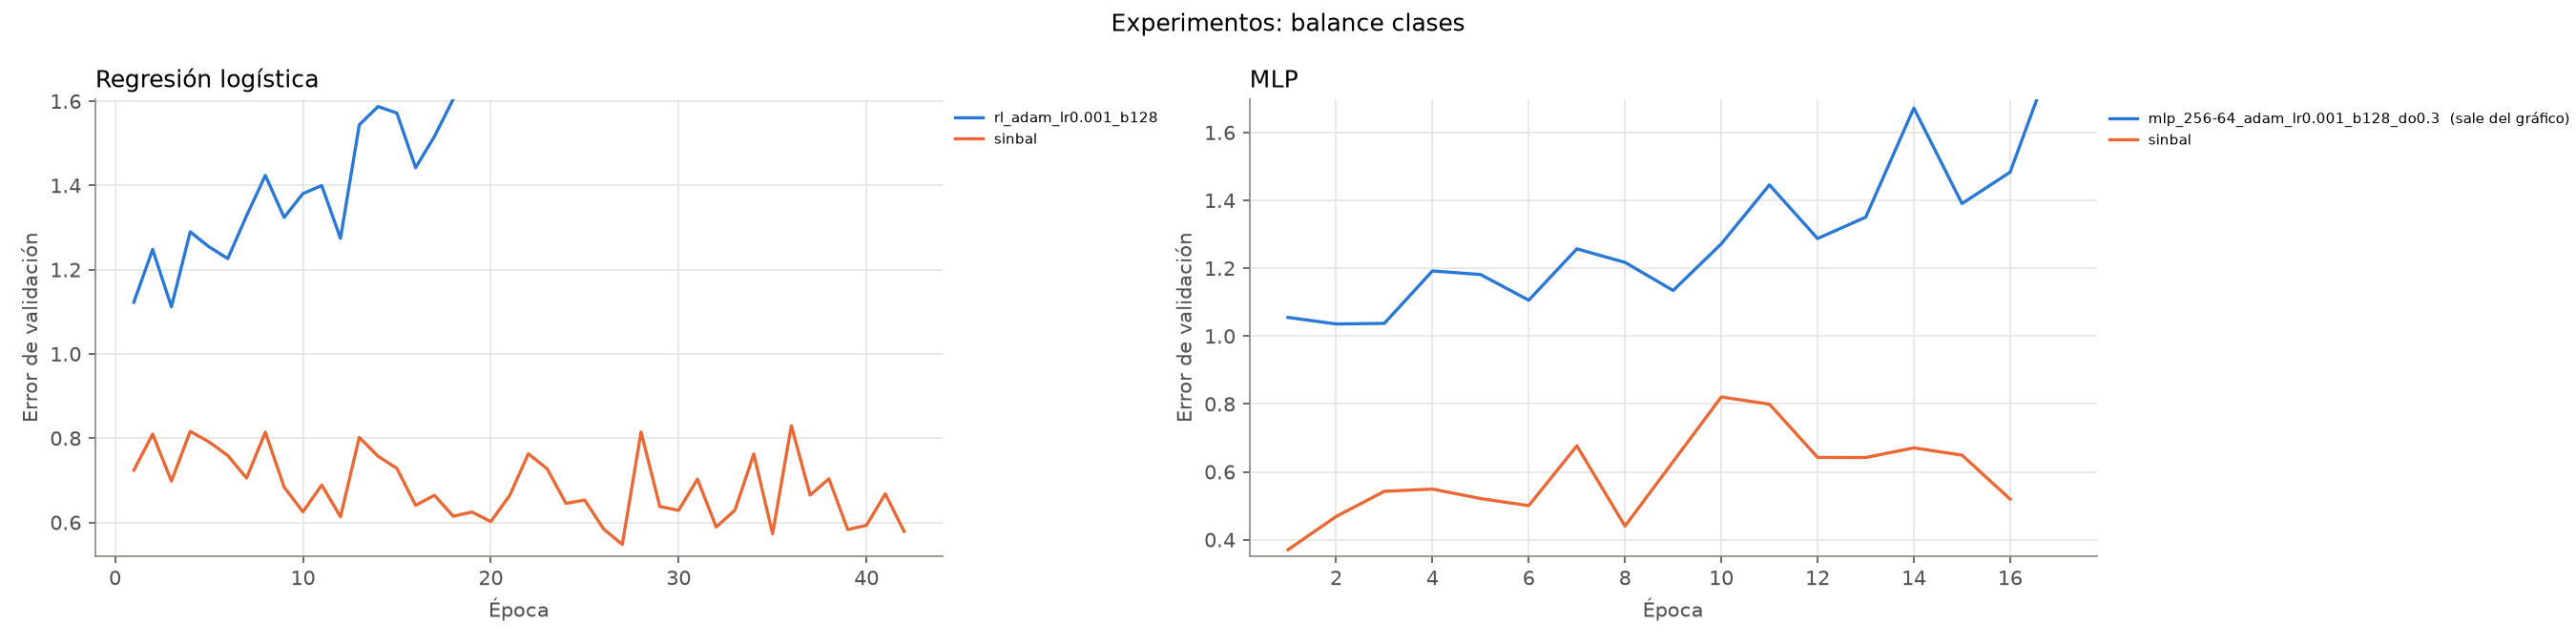 Experimentos: balance clases
Regresión logística
1.6
1.4
1.2
1.0
0.8
0.6
Error de validación
0 10 20 30 40
Época
rl_adam_lr0.001_b128
sinbal
MLP
1.6
1.4
1.2
1.0
0.8
0.6
0.4
Error de validación
2 4 6 8 10 12 14 16
Época
mlp_256-64_adam_lr0.001_b128_do0.3 (sale del gráfico)
sinbal